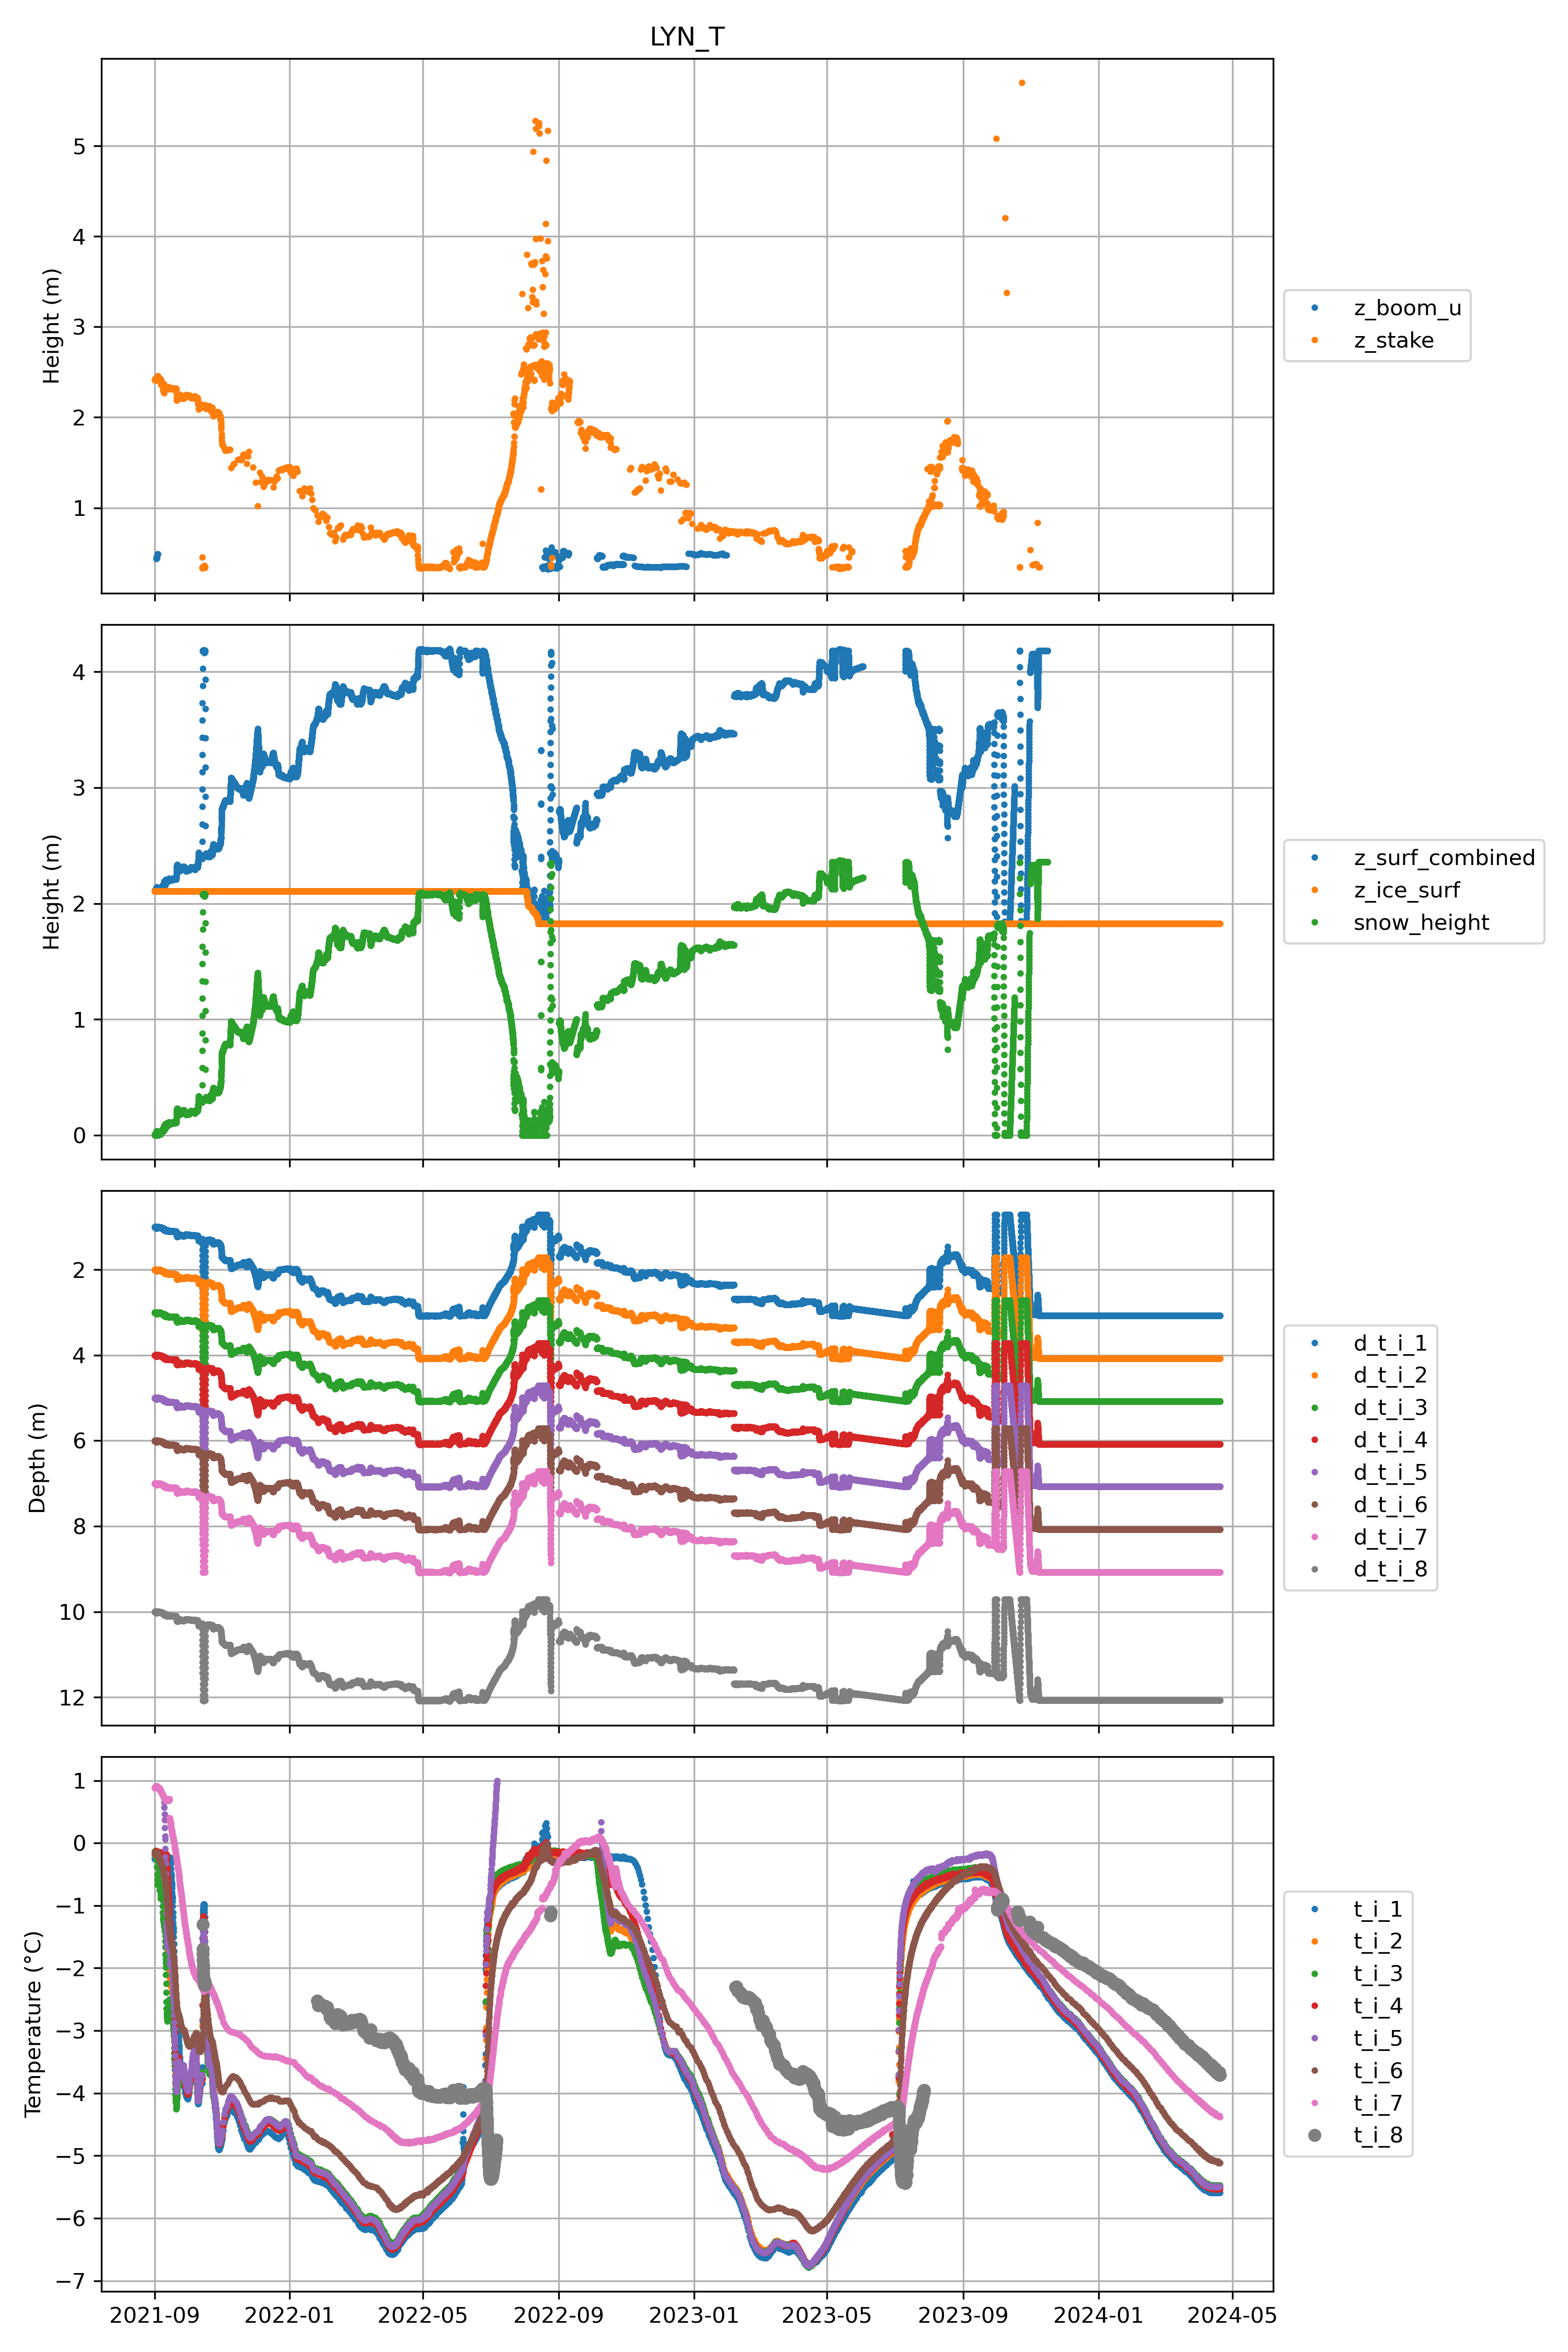 LYN_T
Height (m)
5
4
3
2
1
z_boom_u
z_stake
Height (m)
4
3
2
1
0
z_surf_combined
z_ice_surf
snow_height
Depth (m)
2
4
6
8
10
12
d_t_i_1
d_t_i_2
d_t_i_3
d_t_i_4
d_t_i_5
d_t_i_6
d_t_i_7
d_t_i_8
Temperature (°C)
1
0
−1
−2
−3
−4
−5
−6
−7
t_i_1
t_i_2
t_i_3
t_i_4
t_i_5
t_i_6
t_i_7
t_i_8
2021-09 2022-01 2022-05 2022-09 2023-01 2023-05 2023-09 2024-01 2024-05